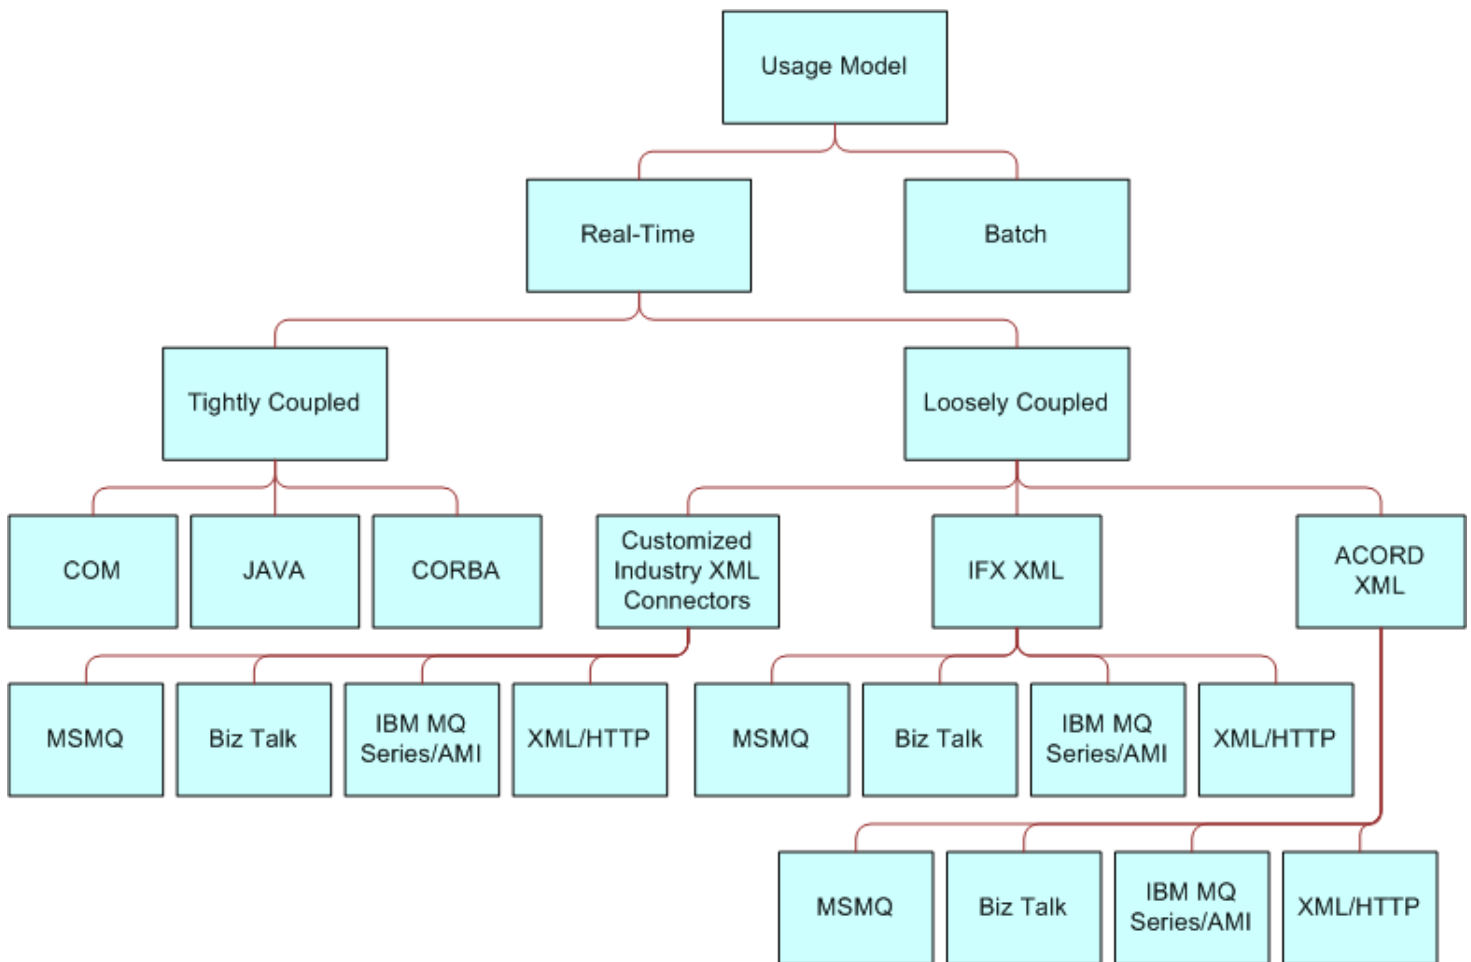 Usage Model
Real-Time
Batch
Tightly Coupled
Loosely Coupled
COM
JAVA
CORBA
Customized
Industry XML
Connectors
IFX XML
ACORD
XML
MSMQ
Biz Talk
IBM MQ
Series/AMI
XML/HTTP
MSMQ
Biz Talk
IBM MQ
Series/AMI
XML/HTTP
MSMQ
Biz Talk
IBM MQ
Series/AMI
XML/HTTP